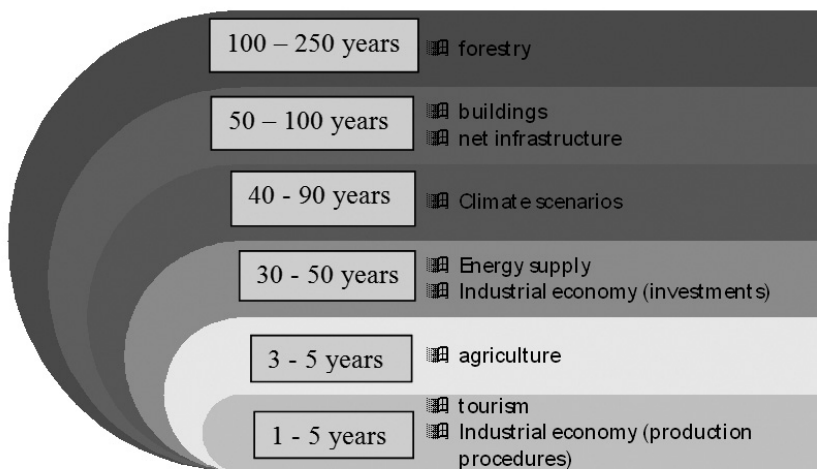 100 – 250 years
forestry
50 – 100 years
buildings
net infrastructure
40 - 90 years
Climate scenarios
30 - 50 years
Energy supply
Industrial economy (investments)
3 - 5 years
agriculture
1 - 5 years
tourism
Industrial economy (production
procedures)